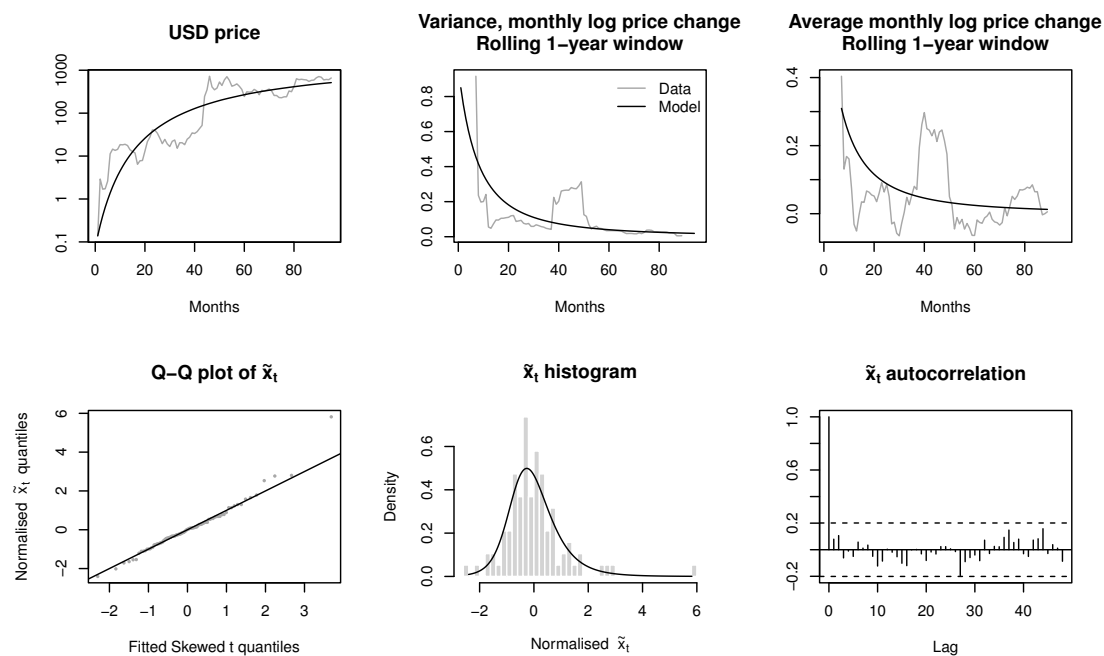 USD price
1000
100
10
1
0.1
0 20 40 60 80
Months
Variance, monthly log price change
Rolling 1−year window
Data
Model
0.8
0.6
0.4
0.2
0.0
0 20 40 60 80
Months
Average monthly log price change
Rolling 1−year window
0.4
0.2
0.0
0 20 40 60 80
Months
Q−Q plot of x̃t
Normalised x̃t quantiles
6
4
2
0
−2
−2 −1 0 1 2 3
Fitted Skewed t quantiles
x̃t histogram
Density
0.6
0.4
0.2
0.0
−2 0 2 4 6
Normalised x̃t
x̃t autocorrelation
1.0
0.6
0.2
−0.2
0 10 20 30 40
Lag